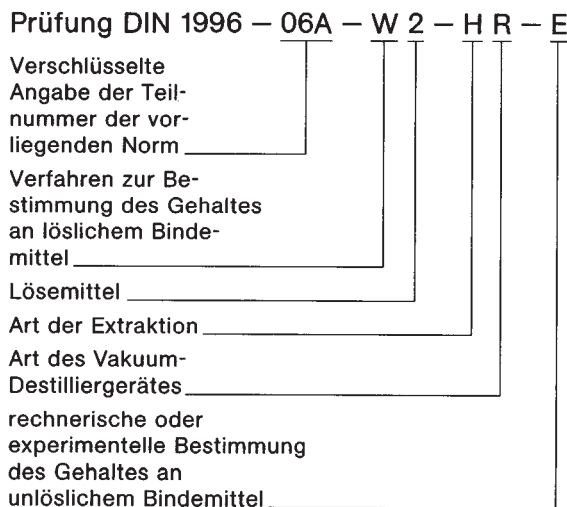 Prüfung DIN 1996 – 06A – W 2 – H R – E
Verschlüsselte
Angabe der Teil-
nummer der vor-
liegenden Norm
Verfahren zur Be-
stimmung des Gehaltes
an löslichem Binde-
mittel
Lösemittel
Art der Extraktion
Art des Vakuum-
Destilliergerätes
rechnerische oder
experimentelle Bestimmung
des Gehaltes an
unlöslichem Bindemittel